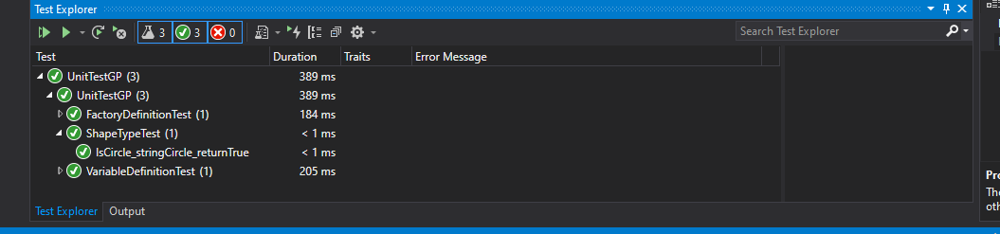 Test Explorer
3 3 0
Search Test Explorer
Test Duration Traits Error Message
UnitTestGP (3) 389 ms
UnitTestGP (3) 389 ms
FactoryDefinitionTest (1) 184 ms
ShapeTypeTest (1) < 1 ms
IsCircle_stringCircle_returnTrue < 1 ms
VariableDefinitionTest (1) 205 ms
Pro
The
oth
Test Explorer Output